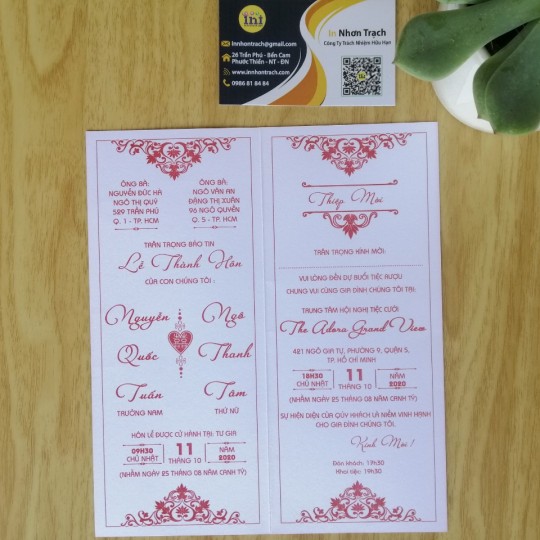 ini
innhontrach@gmail.com
26 Trần Phú - Bến Cam
Phước Thiền - NT - ĐN
www.innhontrach.com
0986 81 84 84
In Nhơn Trạch
Công Ty Trách Nhiệm Hữu Hạn
ÔNG BÀ:
NGUYỄN ĐỨC HÀ
NGÔ THỊ QUÝ
589 TRẦN PHÚ
Q. 1 - TP. HCM
ÔNG BÀ:
NGÔ VĂN AN
ĐẶNG THỊ XUÂN
96 NGÔ QUYỀN
Q. 5 - TP. HCM
TRÂN TRỌNG BÁO TIN
Lễ Thành Hôn
CỦA CON CHÚNG TÔI :
Nguyễn
Quốc
Tuấn
TRƯỞNG NAM
Ngô
Thanh
Tâm
THỨ NỮ
HÔN LỄ ĐƯỢC CỬ HÀNH TẠI: TƯ GIA
09H30
CHỦ NHẬT
11
THÁNG 10
NĂM
2020
(NHẰM NGÀY 25 THÁNG 08 NĂM CANH TÝ)
Thiệp Mời
TRÂN TRỌNG KÍNH MỜI:
VUI LÒNG ĐẾN DỰ BUỔI TIỆC RƯỢU
CHUNG VUI CÙNG GIA ĐÌNH CHÚNG TÔI TẠI:
TRUNG TÂM HỘI NGHỊ TIỆC CƯỚI
The Adora Grand View
421 NGÔ GIA TỰ, PHƯỜNG 9, QUẬN 5,
TP. HỒ CHÍ MINH
18H30
CHỦ NHẬT
11
THÁNG 10
NĂM
2020
(NHẰM NGÀY 25 THÁNG 08 NĂM CANH TÝ)
SỰ HIỆN DIỆN CỦA QUÝ KHÁCH LÀ NIỀM VINH HẠNH
CHO GIA ĐÌNH CHÚNG TÔI.
Kính Mời !
Đón khách: 17h30
Khai tiệc: 19h30